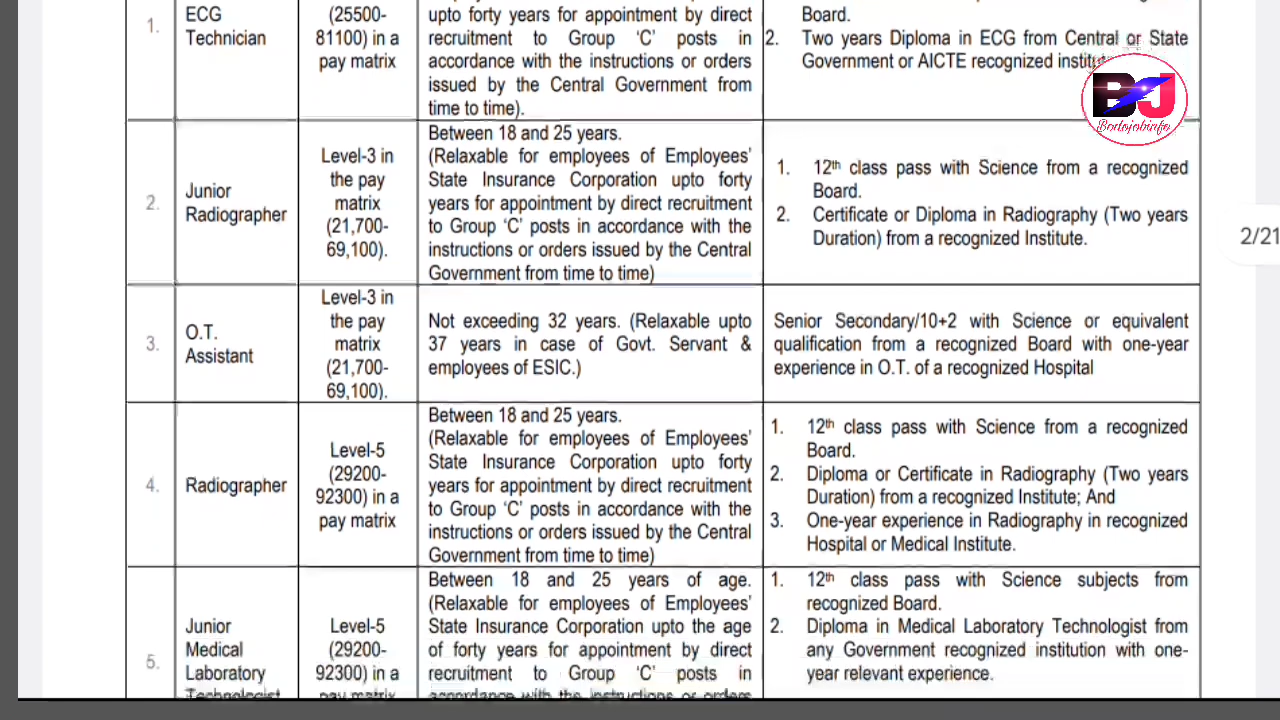 1.
ECG
Technician
(25500-
81100) in a
pay matrix
upto forty years for appointment by direct
recruitment to Group ‘C’ posts in
accordance with the instructions or orders
issued by the Central Government from
time to time).
Board.
2. Two years Diploma in ECG from Central or State
Government or AICTE recognized
2.
Junior
Radiographer
Level-3 in
the pay
matrix
(21,700-
69,100).
Between 18 and 25 years.
(Relaxable for employees of Employees’
State Insurance Corporation upto forty
years for appointment by direct recruitment
to Group ‘C’ posts in accordance with the
instructions or orders issued by the Central
Government from time to time)
1. 12th class pass with Science from a recognized
Board.
2. Certificate or Diploma in Radiography (Two years
Duration) from a recognized Institute.
3.
O.T.
Assistant
Level-3 in
the pay
matrix
(21,700-
69,100).
Not exceeding 32 years. (Relaxable upto
37 years in case of Govt. Servant &
employees of ESIC.)
Senior Secondary/10+2 with Science or equivalent
qualification from a recognized Board with one-year
experience in O.T. of a recognized Hospital
4.
Radiographer
Level-5
(29200-
92300) in a
pay matrix
Between 18 and 25 years.
(Relaxable for employees of Employees’
State Insurance Corporation upto forty
years for appointment by direct recruitment
to Group ‘C’ posts in accordance with the
instructions or orders issued by the Central
Government from time to time)
1. 12th class pass with Science from a recognized
Board.
2. Diploma or Certificate in Radiography (Two years
Duration) from a recognized Institute; And
3. One-year experience in Radiography in recognized
Hospital or Medical Institute.
5.
Junior
Medical
Laboratory
Technologist
Level-5
(29200-
92300) in a
pay matrix
Between 18 and 25 years of age.
(Relaxable for employees of Employees’
State Insurance Corporation upto the age
of forty years for appointment by direct
recruitment to Group ‘C’ posts in
accordance with the instructions or orders
1. 12th class pass with Science subjects from
recognized Board.
2. Diploma in Medical Laboratory Technologist from
any Government recognized institution with one-
year relevant experience.
BJ
Bodojobinfo
2/21